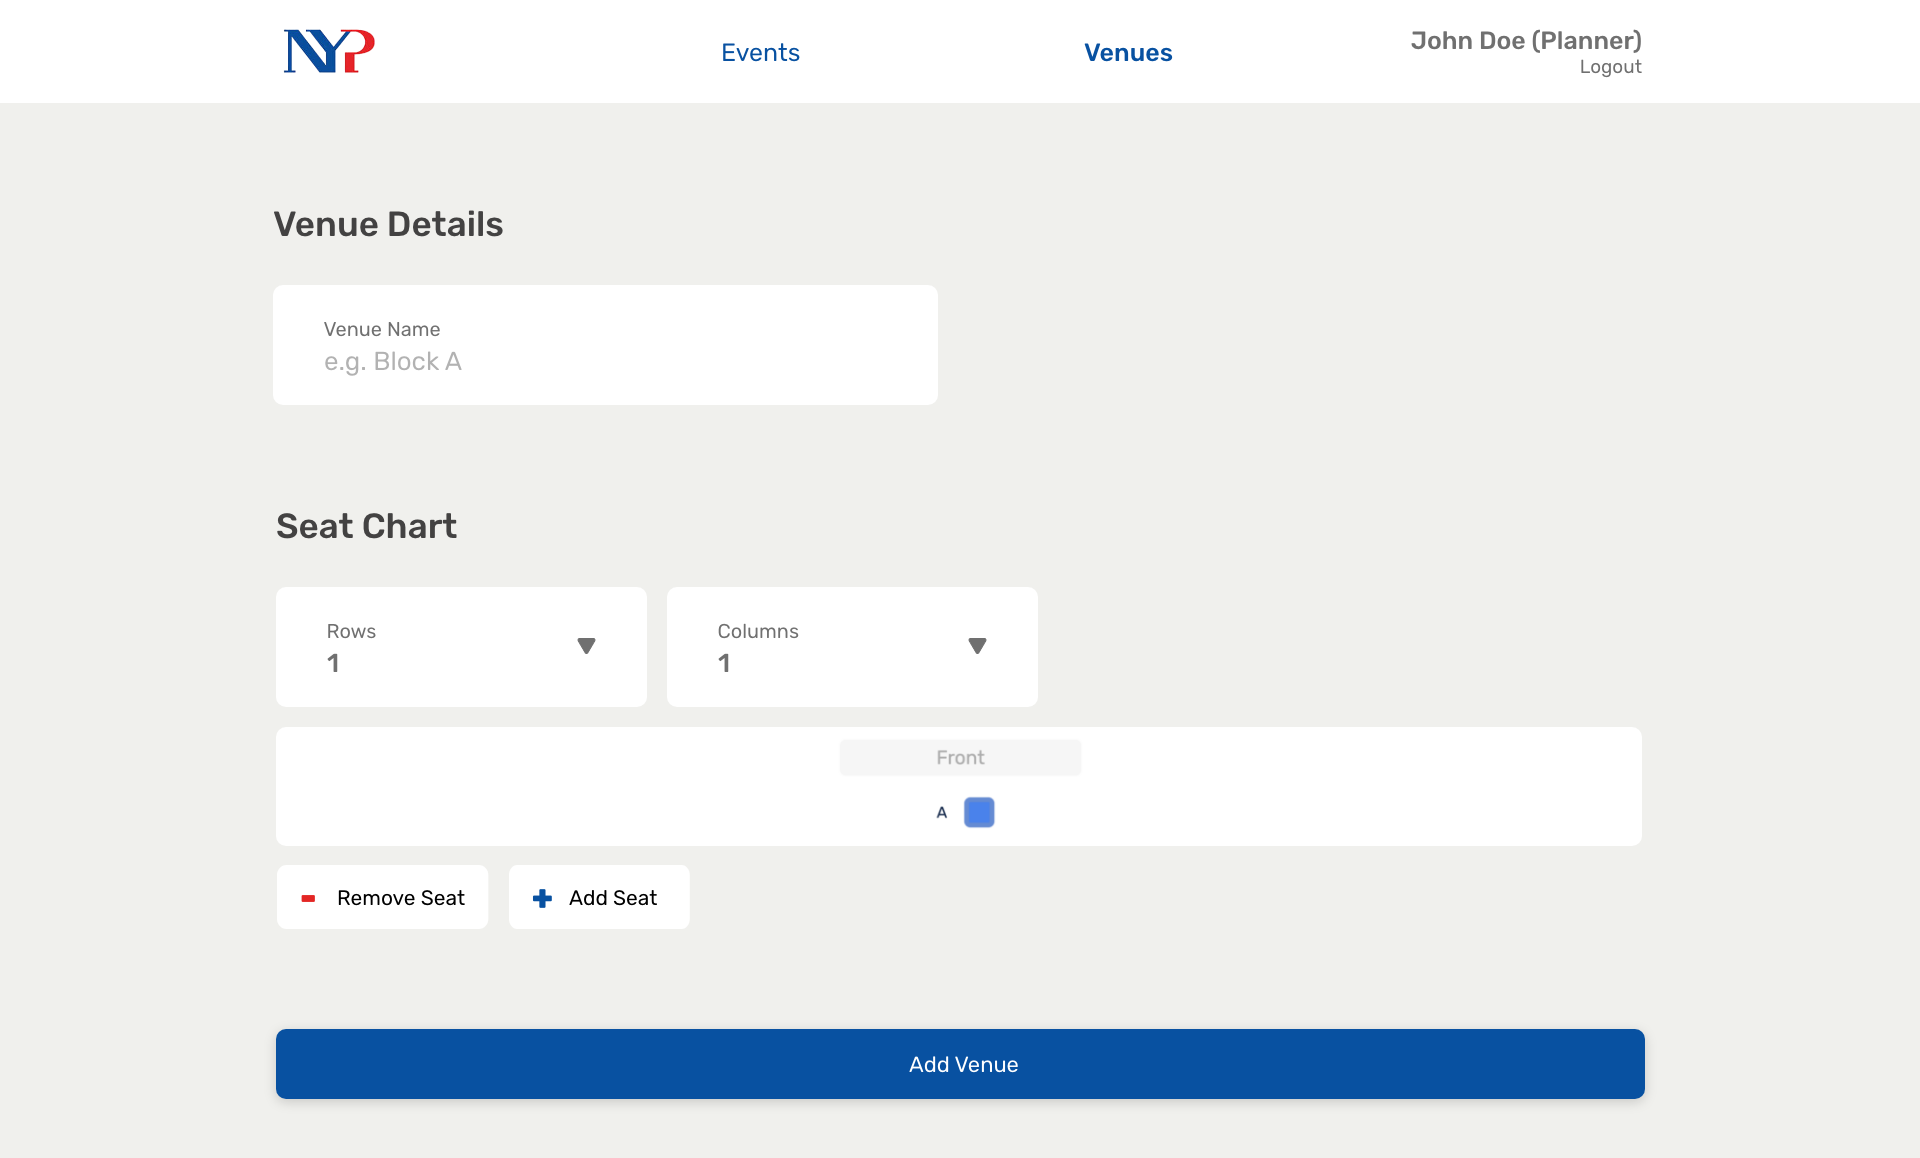 NYP
Events
Venues
John Doe (Planner)
Logout
Venue Details
Venue Name
e.g. Block A
Seat Chart
Rows
1
Columns
1
Front
A
Remove Seat
Add Seat
Add Venue